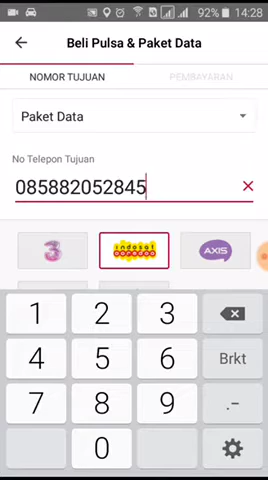 92% 14:28
Beli Pulsa & Paket Data
NOMOR TUJUAN PEMBAYARAN
Paket Data
No Telepon Tujuan
085882052845
3 indosat ooredoo AXIS
1 2 3
4 5 6 Brkt
7 8 9 .-
0